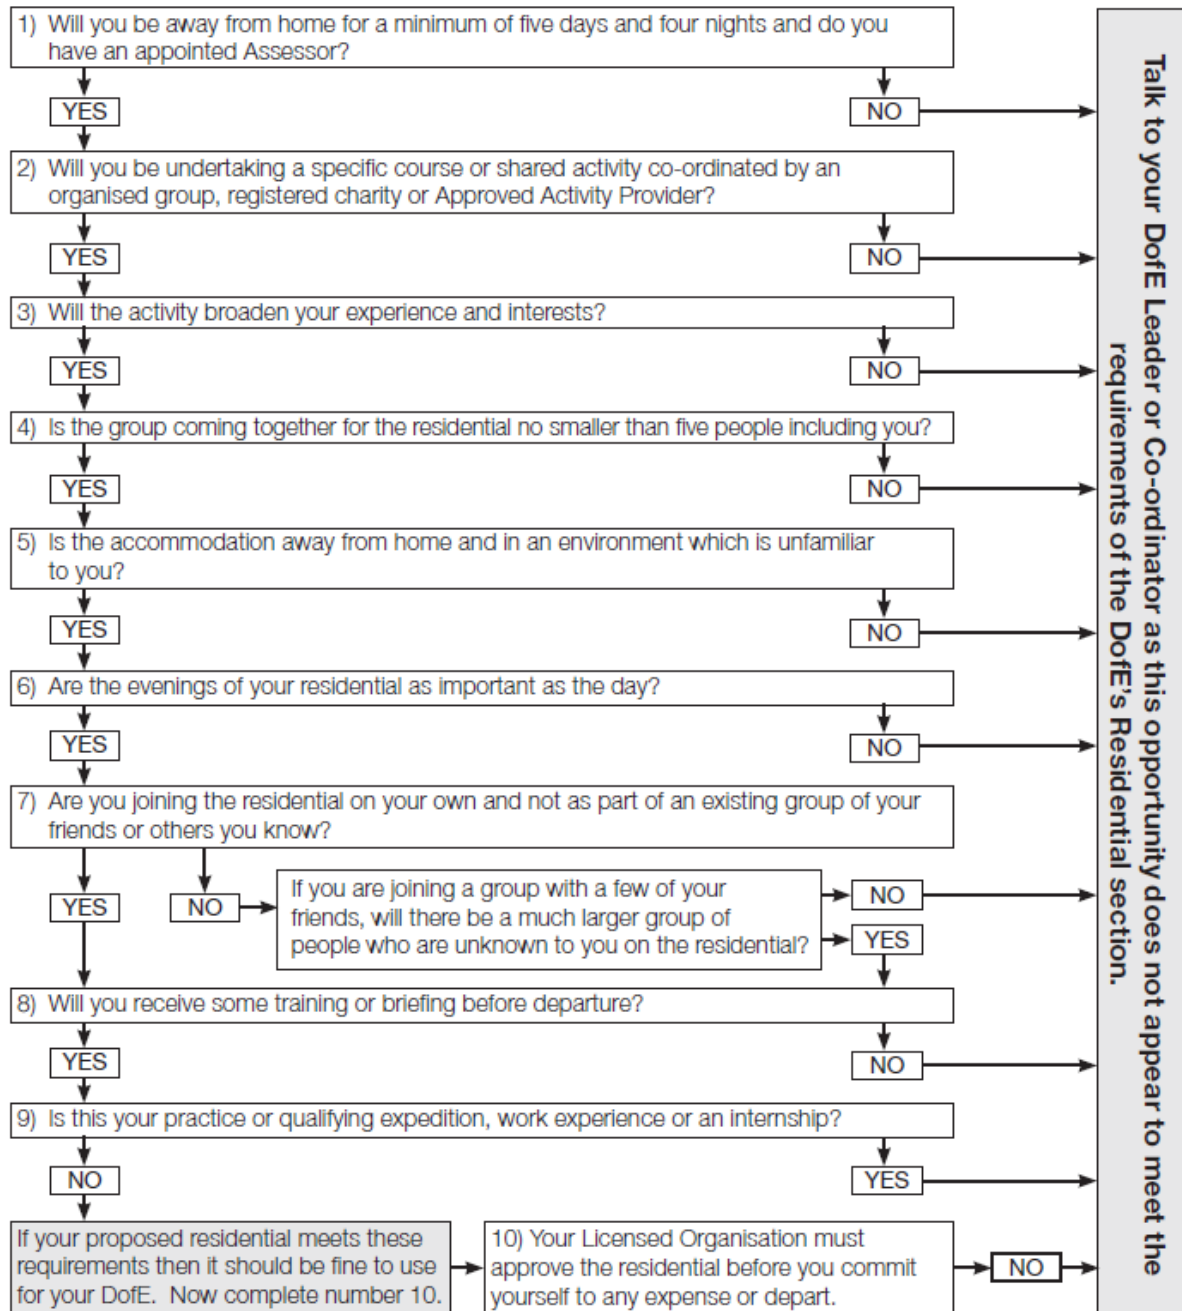 1) Will you be away from home for a minimum of five days and four nights and do you
have an appointed Assessor?
YES
NO
2) Will you be undertaking a specific course or shared activity co-ordinated by an
organised group, registered charity or Approved Activity Provider?
YES
NO
3) Will the activity broaden your experience and interests?
YES
NO
4) Is the group coming together for the residential no smaller than five people including you?
YES
NO
5) Is the accommodation away from home and in an environment which is unfamiliar
to you?
YES
NO
6) Are the evenings of your residential as important as the day?
YES
NO
7) Are you joining the residential on your own and not as part of an existing group of your
friends or others you know?
YES
NO
If you are joining a group with a few of your
friends, will there be a much larger group of
people who are unknown to you on the residential?
NO
YES
8) Will you receive some training or briefing before departure?
YES
NO
9) Is this your practice or qualifying expedition, work experience or an internship?
NO
YES
If your proposed residential meets these
requirements then it should be fine to use
for your DofE. Now complete number 10.
10) Your Licensed Organisation must
approve the residential before you commit
yourself to any expense or depart.
NO
Talk to your DofE Leader or Co-ordinator as this opportunity does not appear to meet the
requirements of the DofE's Residential section.